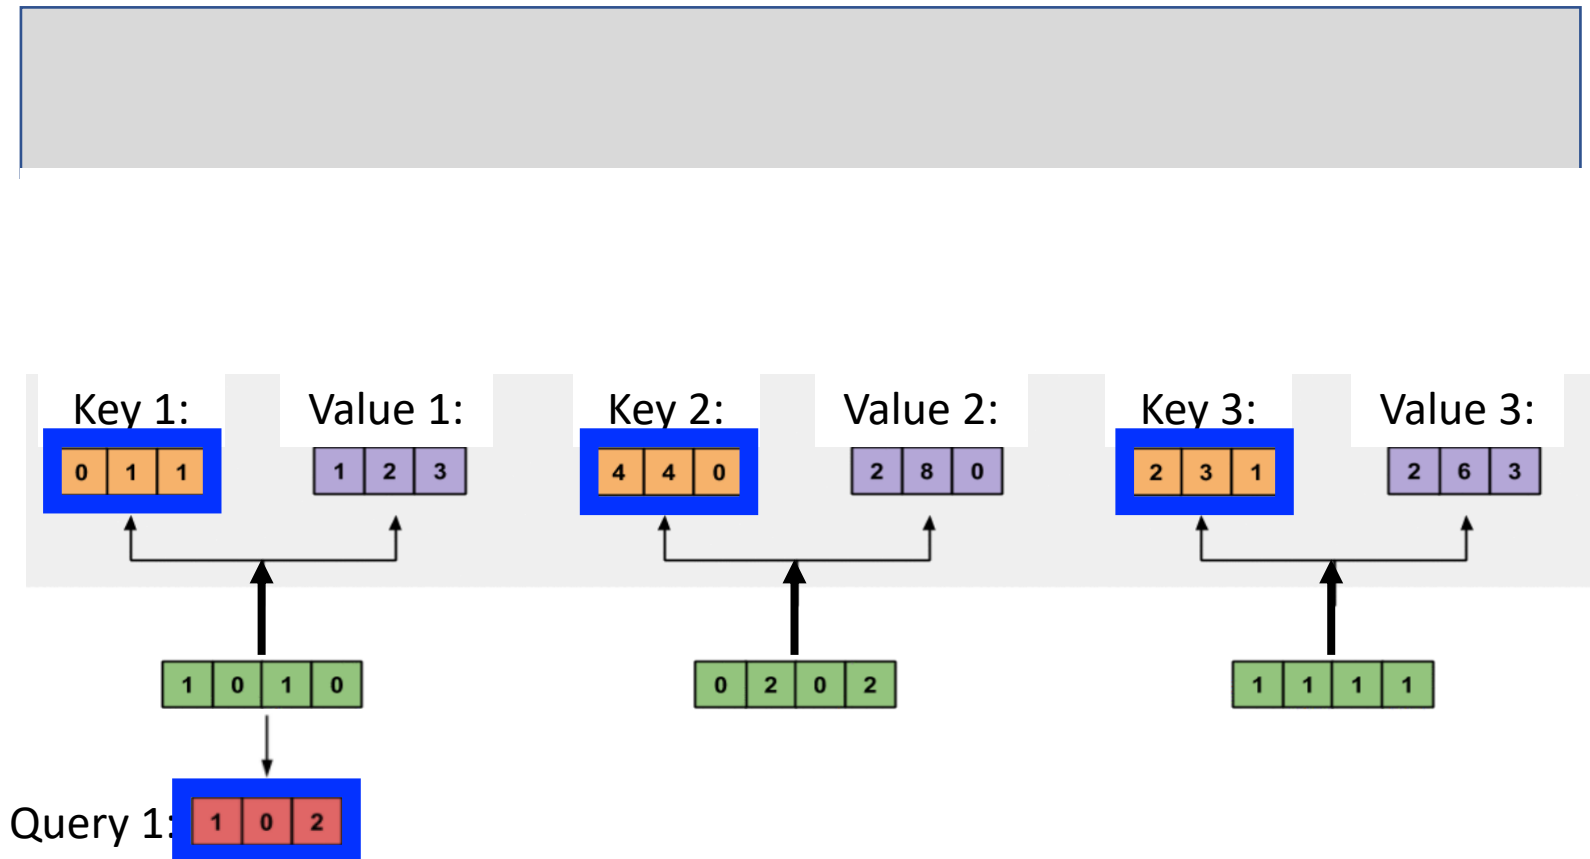 Key 1: Value 1: Key 2: Value 2: Key 3: Value 3:
0 1 1 1 2 3 4 4 0 2 8 0 2 3 1 2 6 3
1 0 1 0 0 2 0 2 1 1 1 1
Query 1: 1 0 2